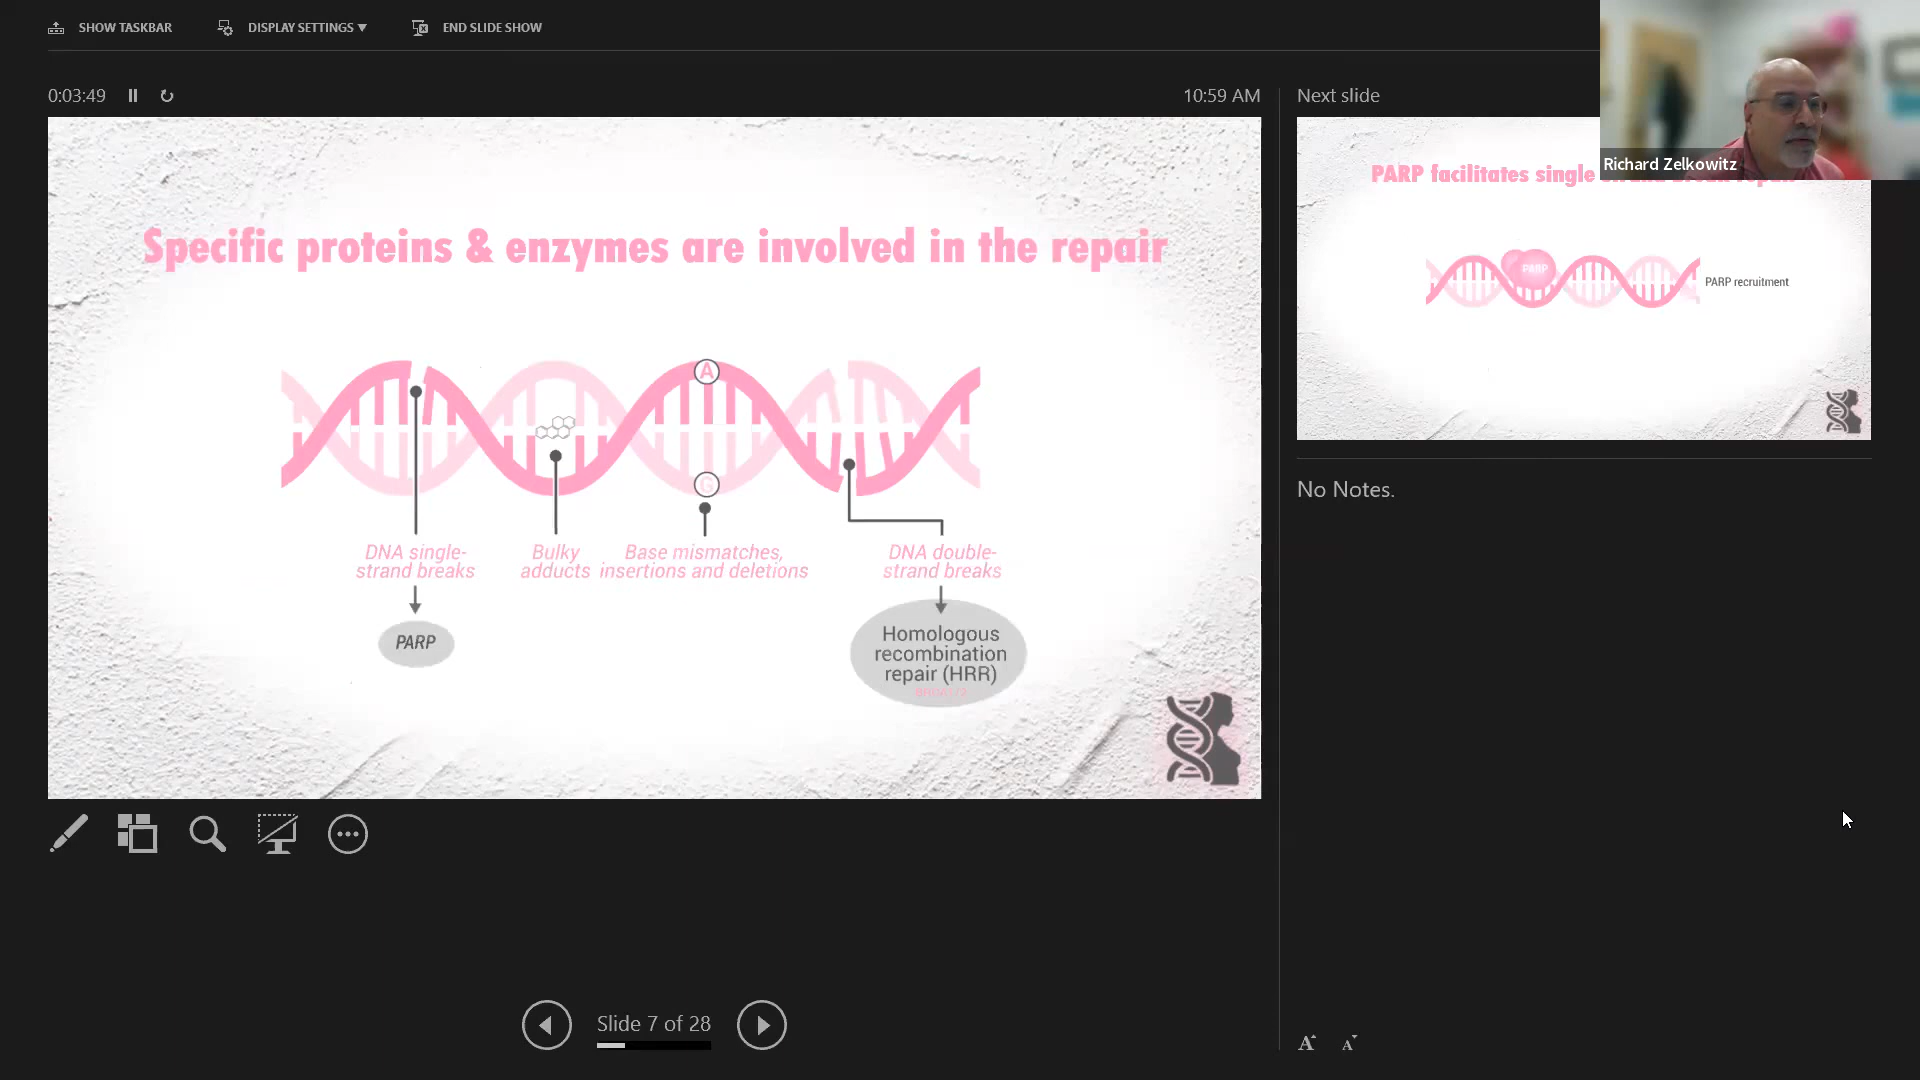 SHOW TASKBAR
DISPLAY SETTINGS
END SLIDE SHOW
0:03:49
10:59 AM
Next slide
Specific proteins & enzymes are involved in the repair
A
G
DNA single-
strand breaks
Bulky
adducts
Base mismatches,
insertions and deletions
DNA double-
strand breaks
PARP
Homologous
recombination
repair (HRR)
Richard Zelkowitz
PARP facilitates single
PARP
PARP recruitment
No Notes.
Slide 7 of 28
A
A